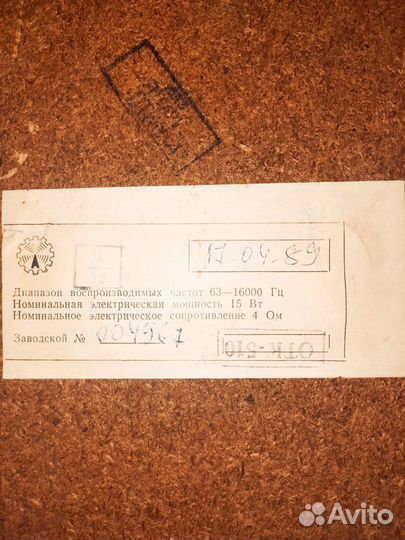 17.04.89
Диапазон воспроизводимых частот 63—16000 Гц
Номинальная электрическая мощность 15 Вт
Номинальное электрическое сопротивление 4 Ом
Заводской № 004567
ОТК-510
Avito